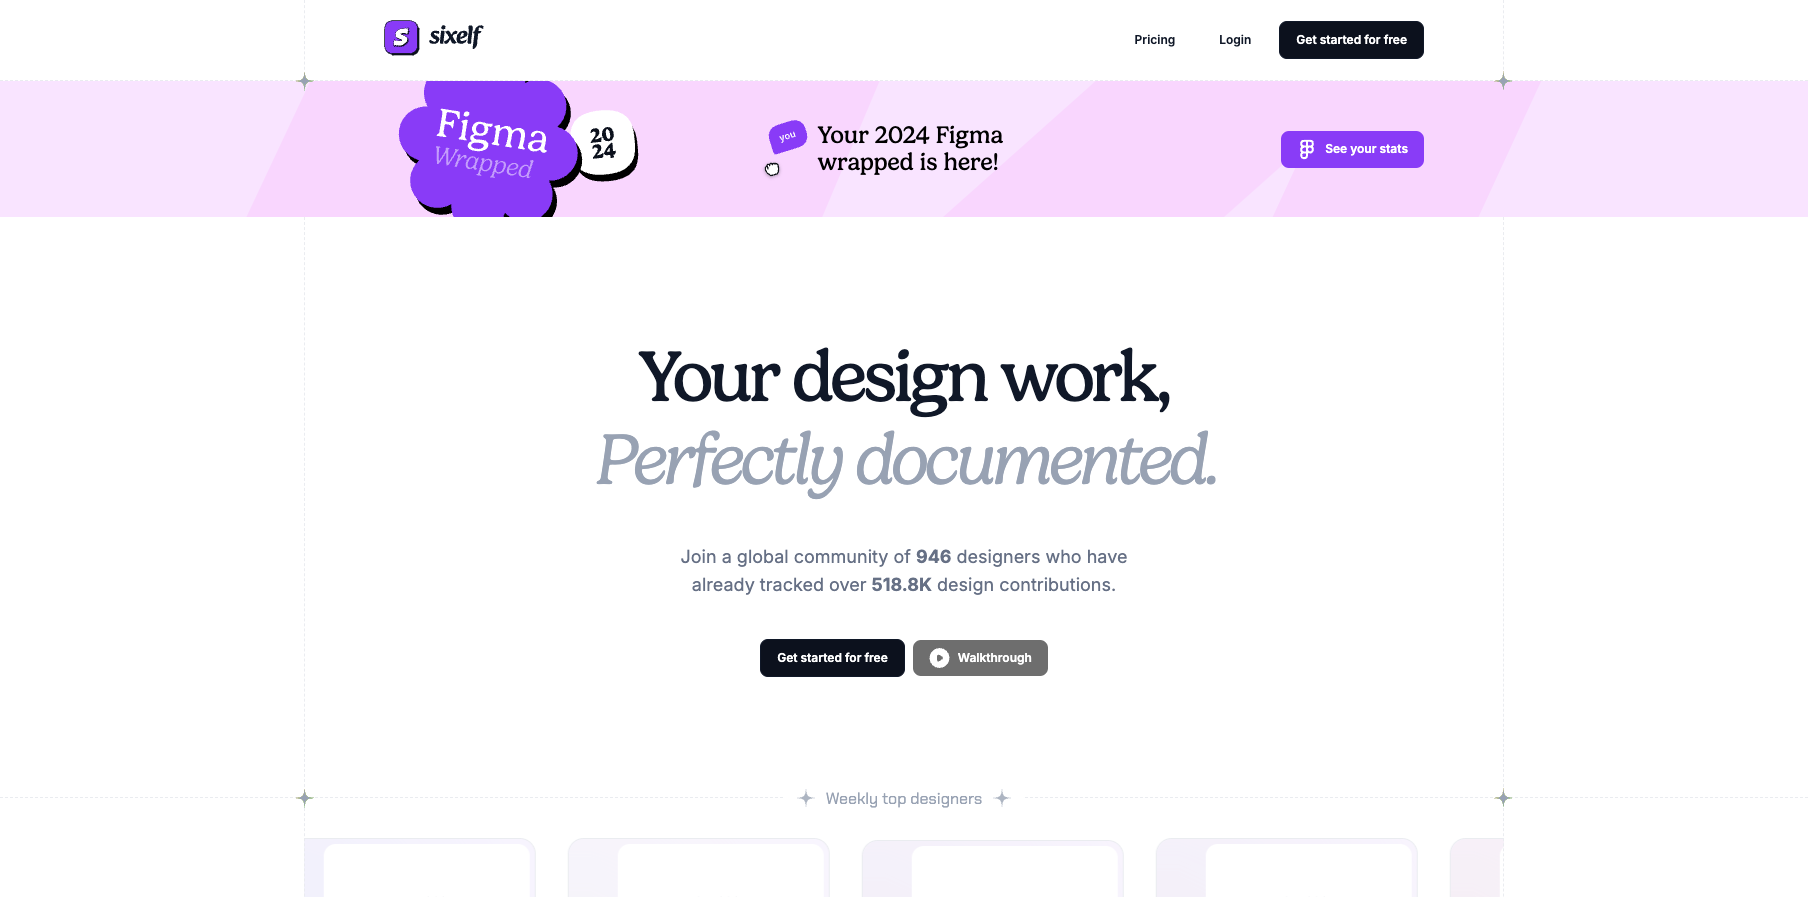 S sixelf
Pricing
Login
Get started for free
Figma
Wrapped
20
24
you
Your 2024 Figma
wrapped is here!
See your stats
Your design work,
Perfectly documented.
Join a global community of 946 designers who have
already tracked over 518.8K design contributions.
Get started for free
Walkthrough
Weekly top designers